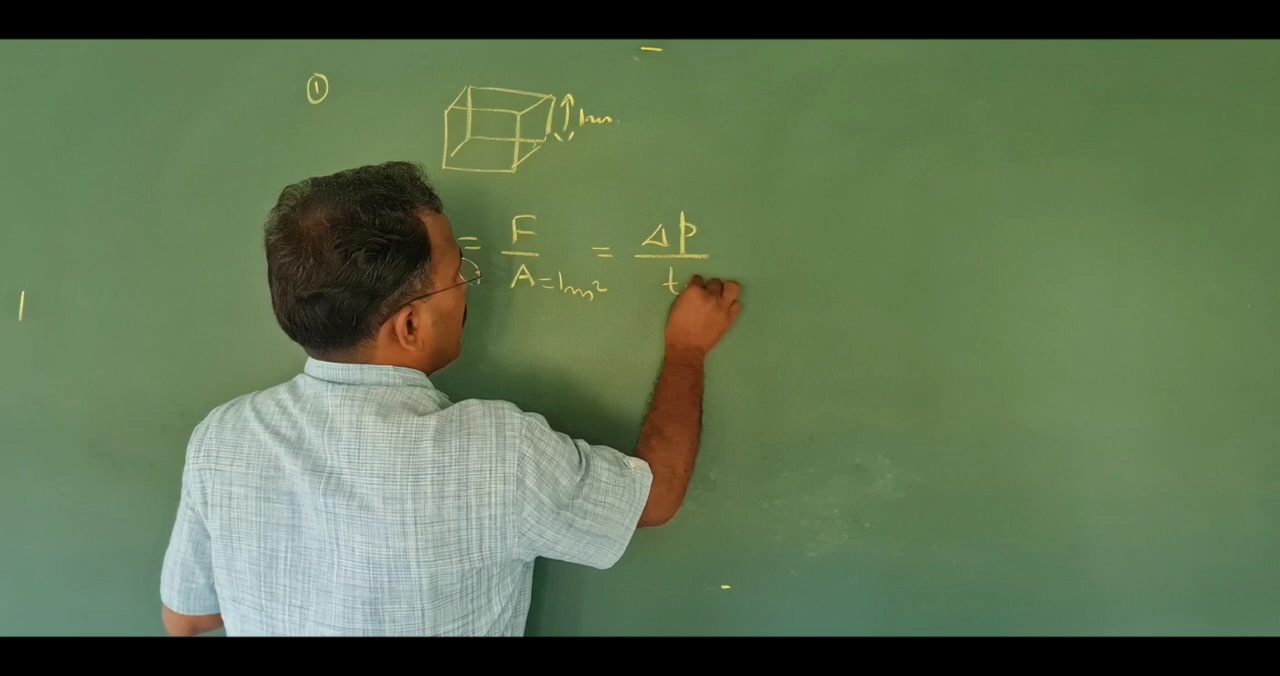 ①
1m
= F / A = 1m² = Δp / t